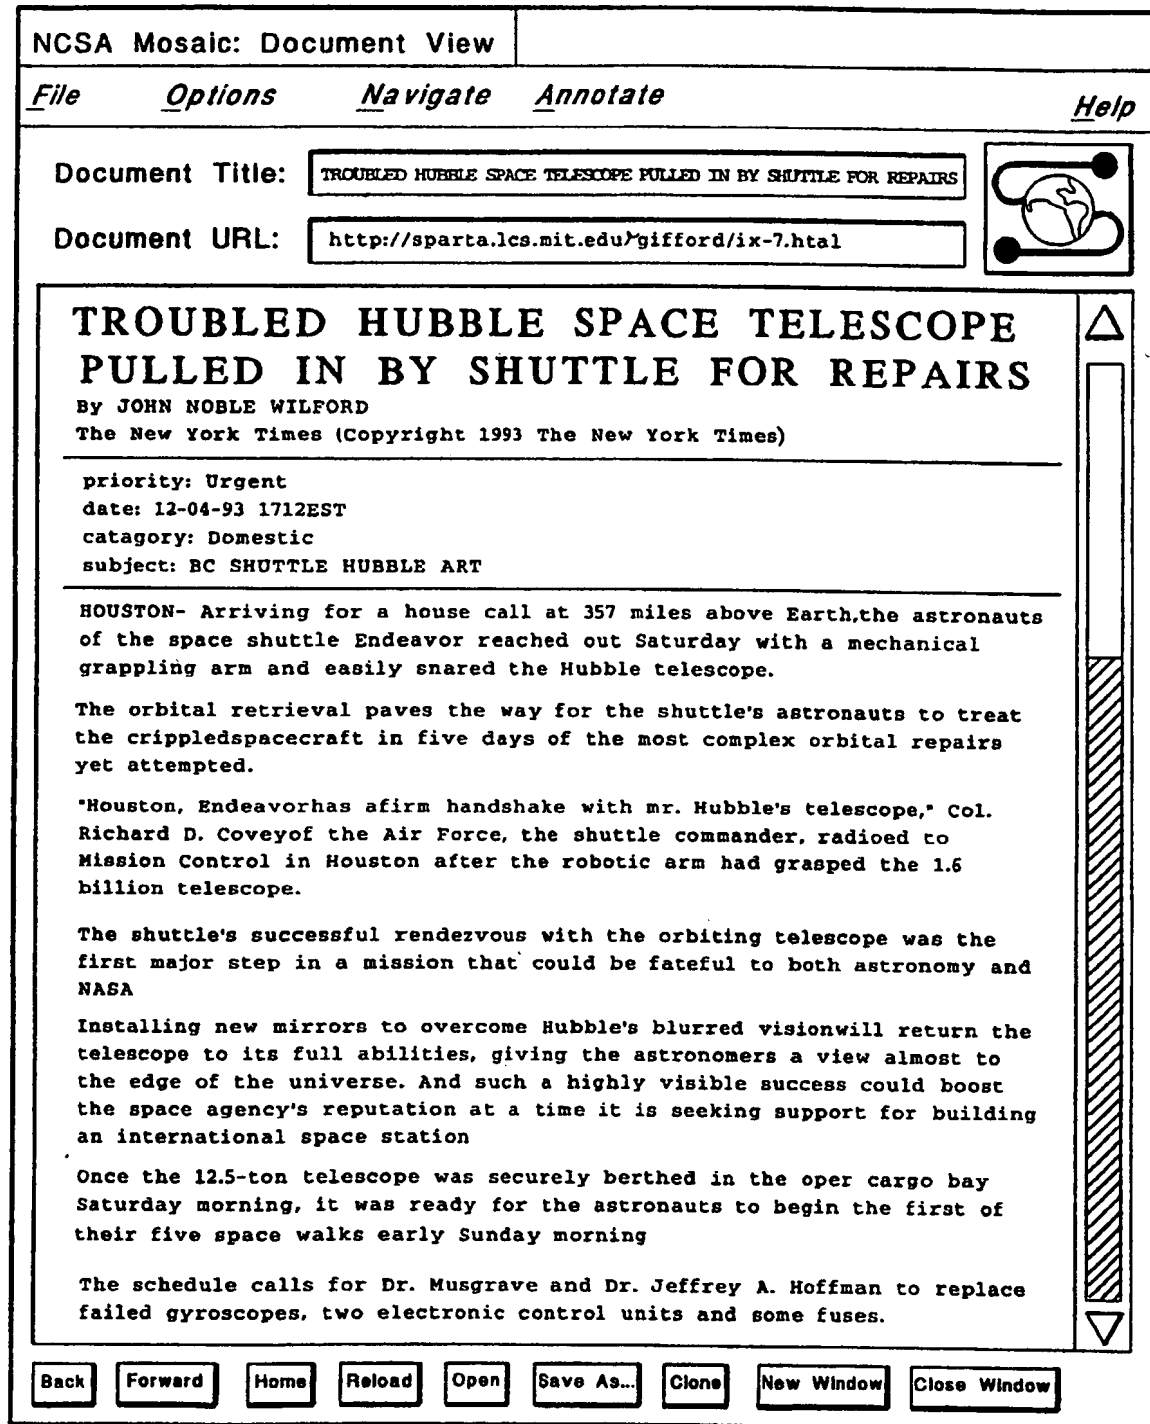 NCSA Mosaic: Document View
File Options Navigate Annotate Help
Document Title: TROUBLED HUBBLE SPACE TELESCOPE PULLED IN BY SHUTTLE FOR REPAIRS
Document URL: http://sparta.lcs.mit.edu/~gifford/ix-7.htal
TROUBLED HUBBLE SPACE TELESCOPE
PULLED IN BY SHUTTLE FOR REPAIRS
By JOHN NOBLE WILFORD
The New York Times (Copyright 1993 The New York Times)
priority: Urgent
date: 12-04-93 1712EST
catagory: Domestic
subject: BC SHUTTLE HUBBLE ART
HOUSTON- Arriving for a house call at 357 miles above Earth,the astronauts
of the space shuttle Endeavor reached out Saturday with a mechanical
grappling arm and easily snared the Hubble telescope.
The orbital retrieval paves the way for the shuttle's astronauts to treat
the crippledspacecraft in five days of the most complex orbital repairs
yet attempted.
"Houston, Endeavorhas afirm handshake with mr. Hubble's telescope," Col.
Richard D. Coveyof the Air Force, the shuttle commander, radioed to
Mission Control in Houston after the robotic arm had grasped the 1.6
billion telescope.
The shuttle's successful rendezvous with the orbiting telescope was the
first major step in a mission that could be fateful to both astronomy and
NASA
Installing new mirrors to overcome Hubble's blurred visionwill return the
telescope to its full abilities, giving the astronomers a view almost to
the edge of the universe. And such a highly visible success could boost
the space agency's reputation at a time it is seeking support for building
an international space station
Once the 12.5-ton telescope was securely berthed in the oper cargo bay
Saturday morning, it was ready for the astronauts to begin the first of
their five space walks early Sunday morning
The schedule calls for Dr. Musgrave and Dr. Jeffrey A. Hoffman to replace
failed gyroscopes, two electronic control units and some fuses.
Back Forward Home Reload Open Save As... Clone New Window Close Window